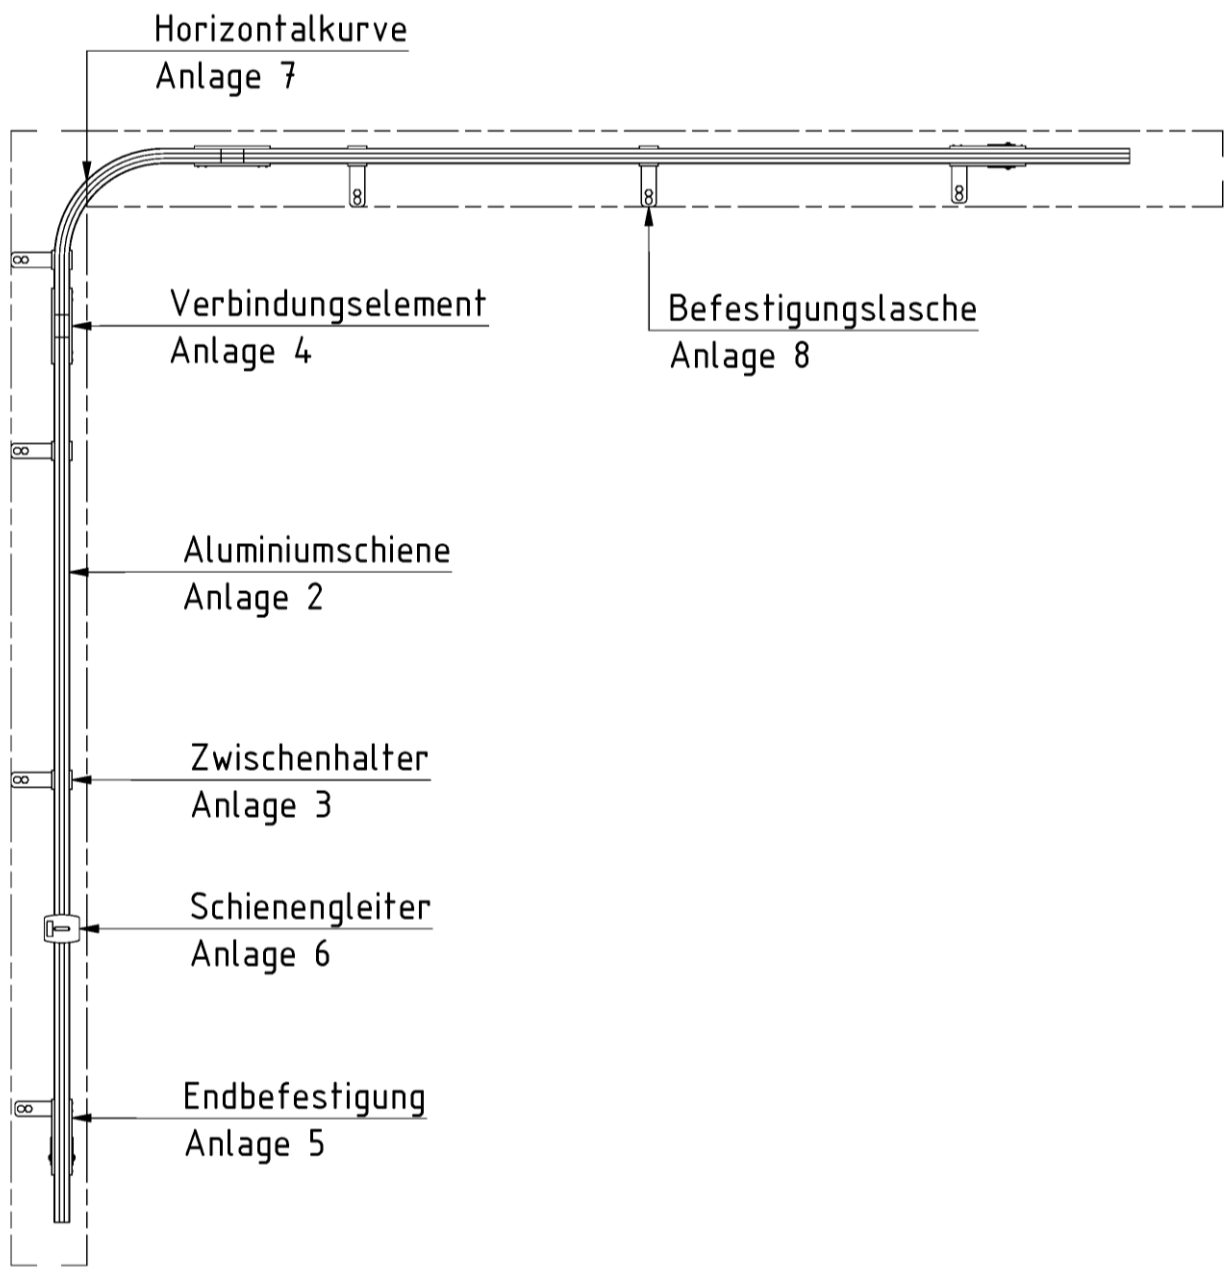 Horizontalkurve
Anlage 7
Verbindungselement
Anlage 4
Befestigungslasche
Anlage 8
Aluminiumschiene
Anlage 2
Zwischenhalter
Anlage 3
Schienengleiter
Anlage 6
Endbefestigung
Anlage 5